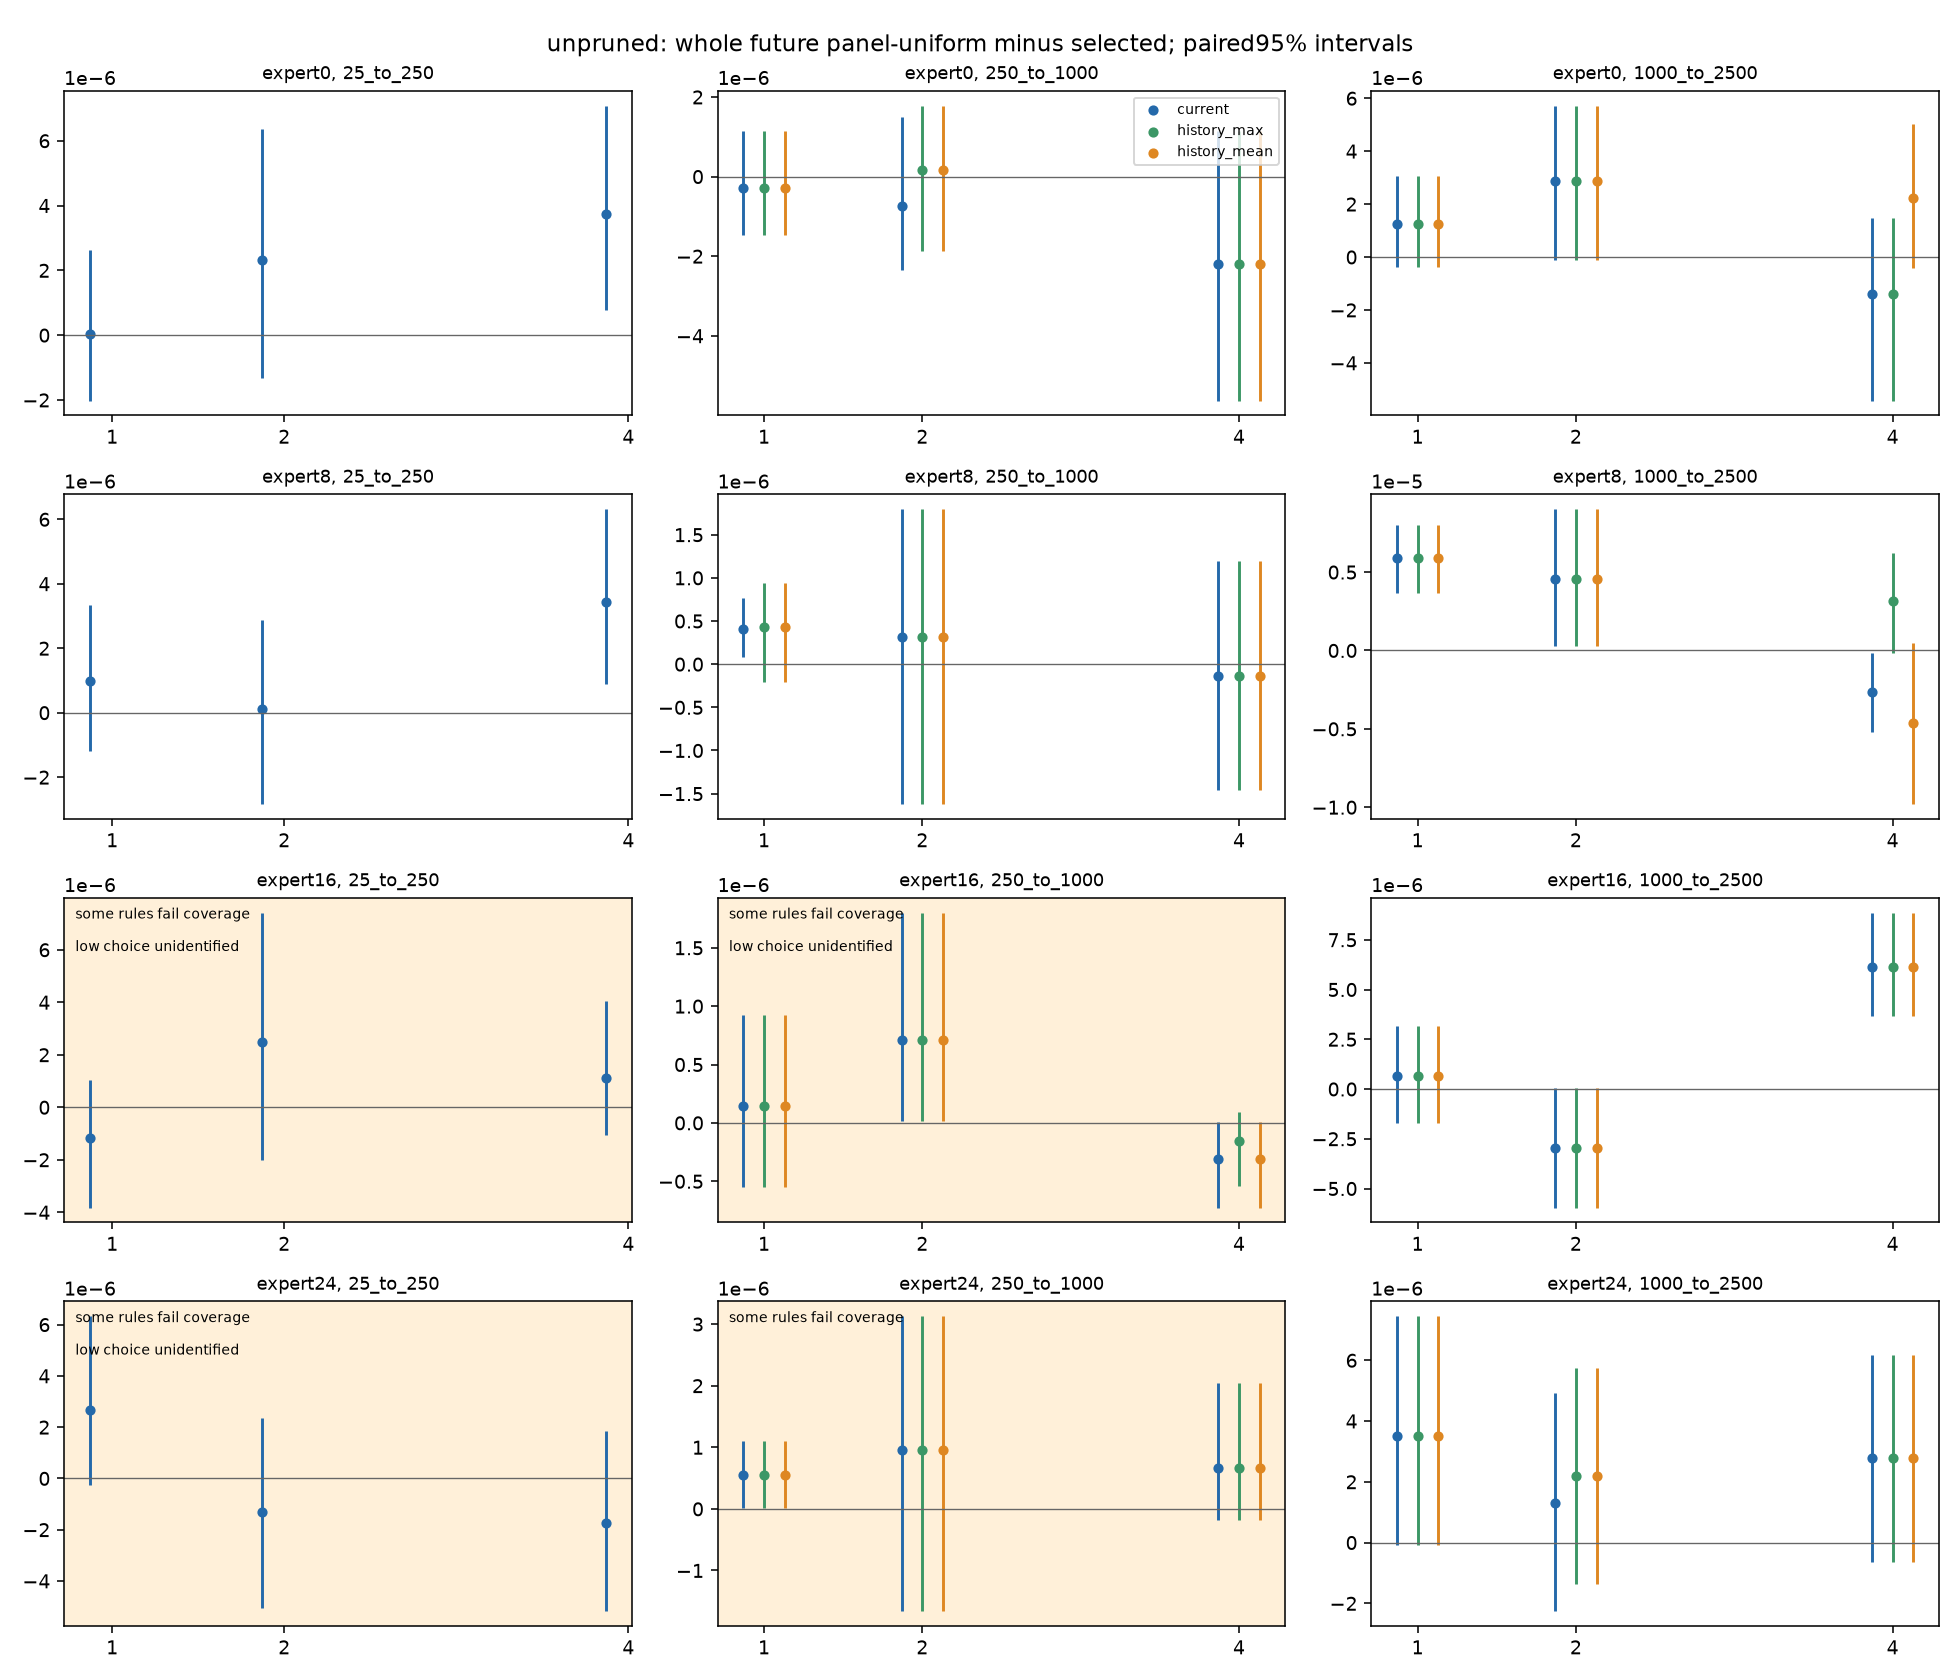 unpruned: whole future panel-uniform minus selected; paired95% intervals
expert0, 25_to_250
1e−6
6
4
2
0
−2
1
2
4
expert0, 250_to_1000
1e−6
2
0
−2
−4
1
2
4
current
history_max
history_mean
expert0, 1000_to_2500
1e−6
6
4
2
0
−2
−4
1
2
4
expert8, 25_to_250
1e−6
6
4
2
0
−2
1
2
4
expert8, 250_to_1000
1e−6
1.5
1.0
0.5
0.0
−0.5
−1.0
−1.5
1
2
4
expert8, 1000_to_2500
1e−5
0.5
0.0
−0.5
−1.0
1
2
4
expert16, 25_to_250
1e−6
some rules fail coverage
low choice unidentified
6
4
2
0
−2
−4
1
2
4
expert16, 250_to_1000
1e−6
some rules fail coverage
low choice unidentified
1.5
1.0
0.5
0.0
−0.5
1
2
4
expert16, 1000_to_2500
1e−6
7.5
5.0
2.5
0.0
−2.5
−5.0
1
2
4
expert24, 25_to_250
1e−6
some rules fail coverage
low choice unidentified
6
4
2
0
−2
−4
1
2
4
expert24, 250_to_1000
1e−6
some rules fail coverage
3
2
1
0
−1
1
2
4
expert24, 1000_to_2500
1e−6
6
4
2
0
−2
1
2
4